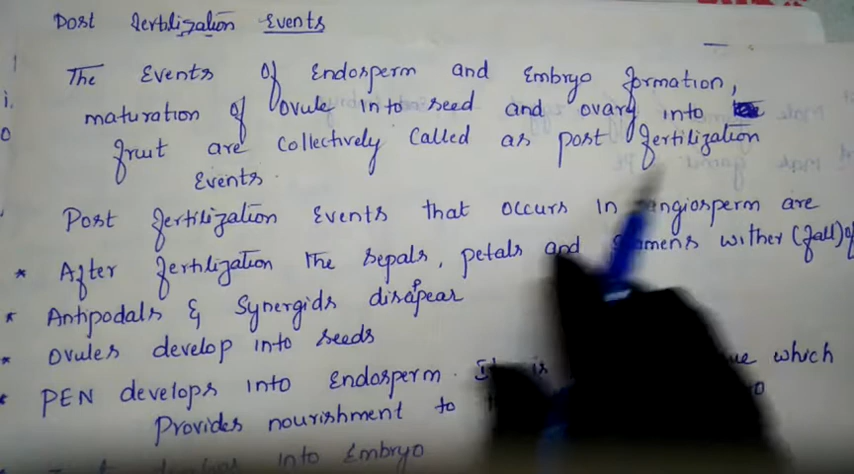 Post fertilization Events
The Events of Endosperm and Embryo formation,
maturation of ovule into seed and ovary into
fruit are collectively called as post fertilization
Events.
Post fertilization Events that occurs in angiosperm are
* After fertilization the sepals, petals and stamens wither (fall) of
* Antipodals & Synergids disapear
* Ovules develop into seeds
* PEN develops into Endosperm. It is which
Provides nourishment to
into Embryo